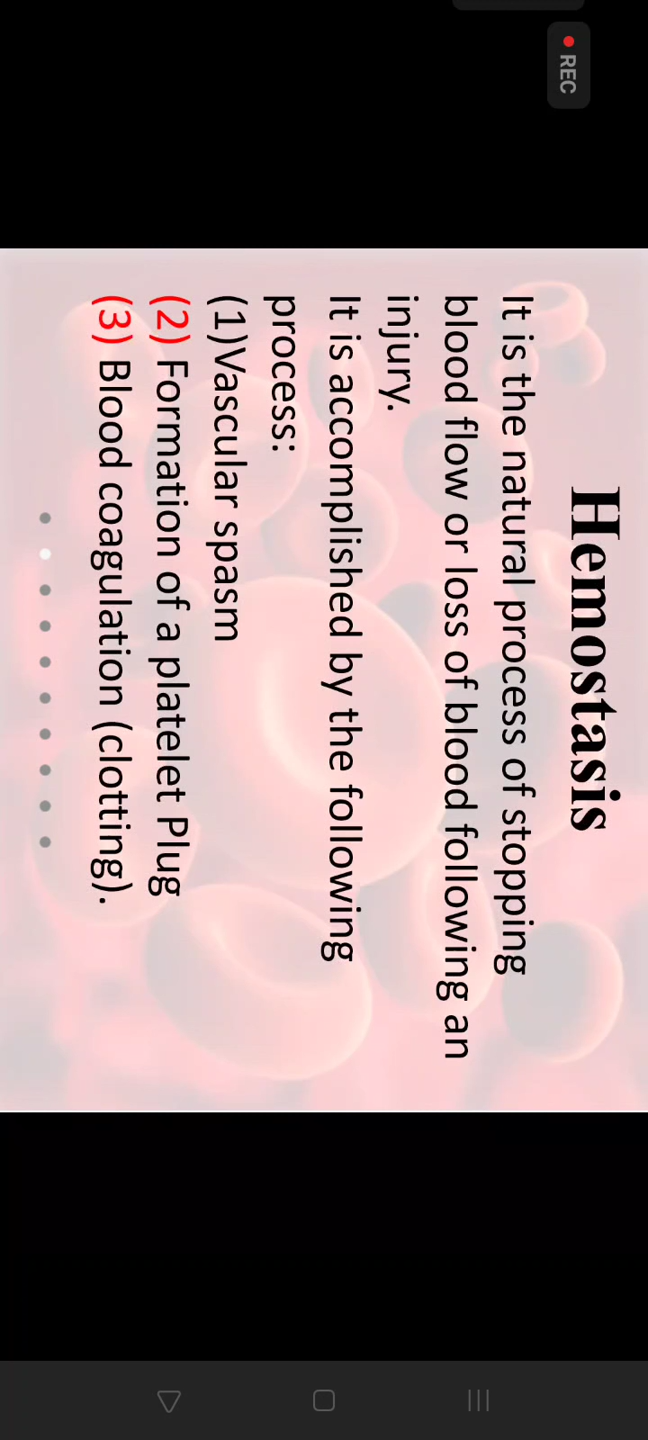 REC
Hemostasis
It is the natural process of stopping
blood flow or loss of blood following an
injury.
It is accomplished by the following
process:
(1)Vascular spasm
(2) Formation of a platelet Plug
(3) Blood coagulation (clotting).